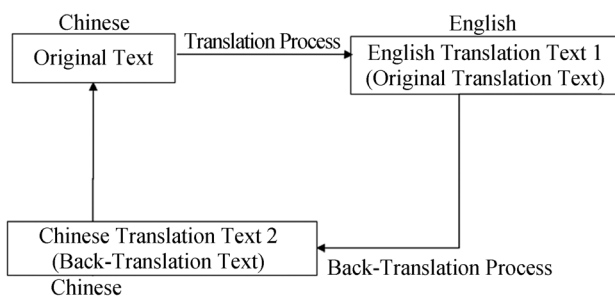 Chinese
English
Original Text
Translation Process
English Translation Text 1
(Original Translation Text)
Chinese Translation Text 2
(Back-Translation Text)
Back-Translation Process
Chinese